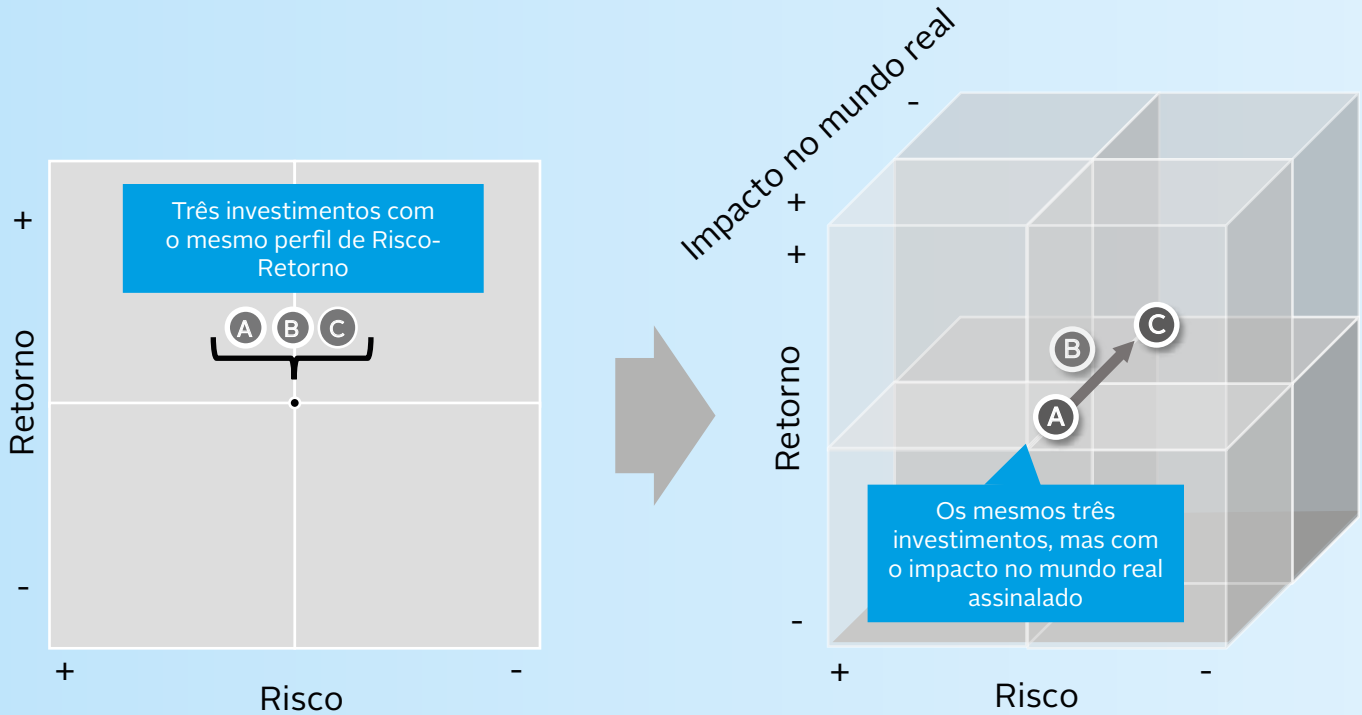 +
Três investimentos com
o mesmo perfil de Risco-
Retorno
A B C
Retorno
-
+ -
Risco
Impacto no mundo real
-
+
+
C
B
A
Retorno
Os mesmos três
investimentos, mas com
o impacto no mundo real
assinalado
-
+ -
Risco